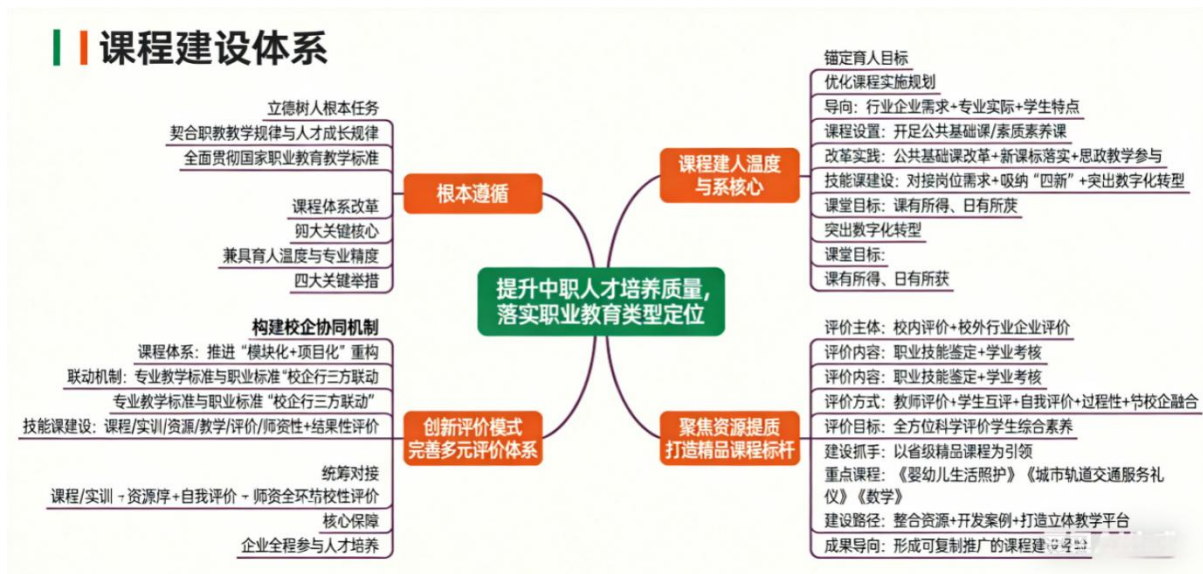 课程建设体系
立德树人根本任务
契合职教教学规律与人才成长规律
全面贯彻国家职业教育教学标准
课程体系改革
大关键核心
兼具育人温度与专业精度
四大关键举措
根本遵循
构建校企协同机制
课程体系：推进“模块化+项目化”重构
联动机制：专业教学标准与职业标准“校企行三方联动
专业教学标准与职业标准“校企行三方联动”
技能课建设：课程/实训/资源/教学/评价/师资性+结果性评价
统筹对接
课程/实训+资源库+自我评价+师资全环节校性评价
核心保障
企业全程参与人才培养
创新评价模式
完善多元评价体系
提升中职人才培养质量，
落实职业教育类型定位
课程建人温度
与系核心
锚定育人目标
优化课程实施规划
导向：行业企业需求+专业实际+学生特点
课程设置：开足公共基础课/素质素养课
改革实践：公共基础课改革+新课标落实+思政教学参与
技能课建设：对接岗位需求+吸纳“四新”+突出数字化转型
课堂目标：课有所得、日有所
突出数字化转型
课堂目标：
课有所得、日有所获
聚焦资源提质
打造精品课程标杆
评价主体：校内评价+校外行业企业评价
评价内容：职业技能鉴定+学业考核
评价内容：职业技能鉴定+学业考核
评价方式：教师评价+学生互评+自我评价+过程性+节校企融合
评价目标：全方位科学评价学生综合素养
建设抓手：以省级精品课程为引领
重点课程：《婴幼儿生活照护》《城市轨道交通服务礼
仪》《数学》
建设路径：整合资源+开发案例+打造立体教学平台
成果导向：形成可复制推广的课程建设